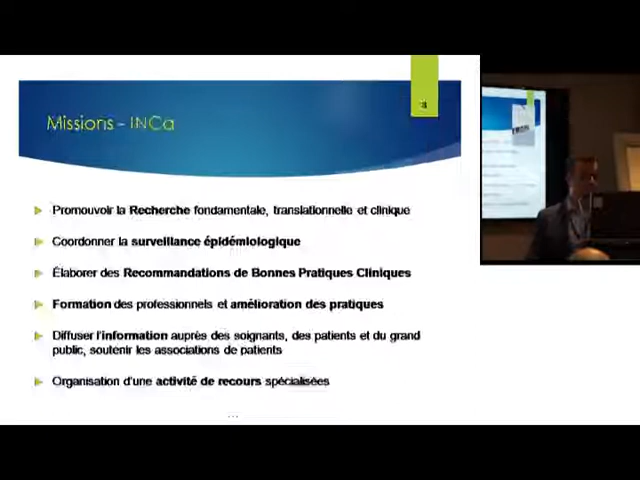 8
Missions - INCa
Promouvoir la Recherche fondamentale, translationnelle et clinique
Coordonner la surveillance épidémiologique
Élaborer des Recommandations de Bonnes Pratiques Cliniques
Formation des professionnels et amélioration des pratiques
Diffuser l'information auprès des soignants, des patients et du grand
public, soutenir les associations de patients
Organisation d'une activité de recours spécialisées
...